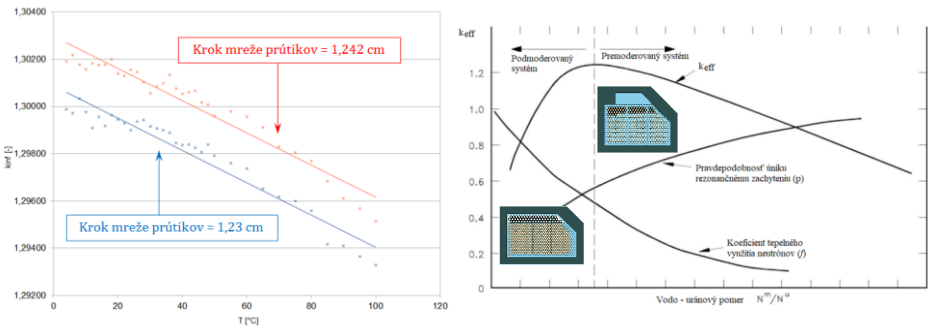 1,30400
1,30200
1,30000
1,29800
1,29600
1,29400
1,29200
kinf [-]
0
20
40
60
80
100
120
T [°C]
Krok mreže prútikov = 1,242 cm
Krok mreže prútikov = 1,23 cm
keff
1.2
1.0
0.8
0.6
0.4
0.2
0
Podmoderovaný
systém
Premoderovaný systém
keff
Pravdepodobnosť úniku
rezonančnému zachyteniu (p)
Koeficient tepelného
využitia neutrónov (f)
Vodo - uránový pomer N^m/N^u